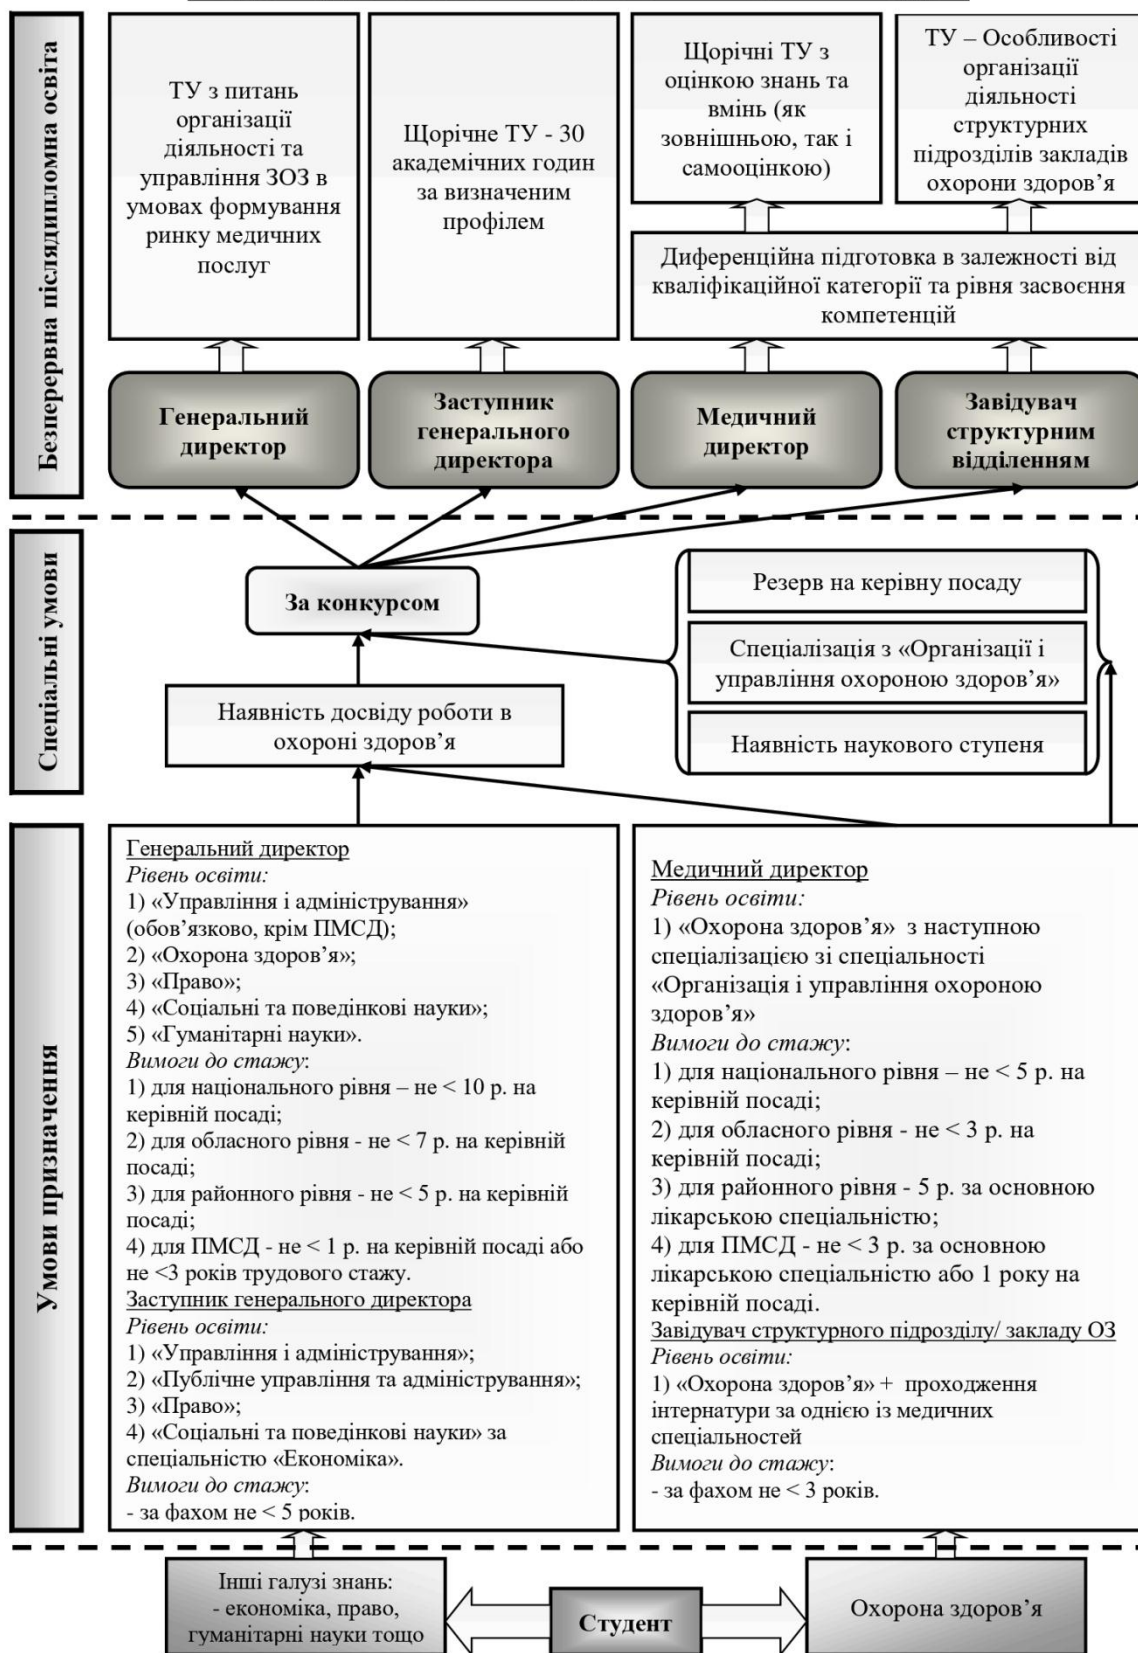 Безперервна післядипломна освіта
ТУ з питань
організації
діяльності та
управління ЗОЗ в
умовах формування
ринку медичних
послуг
Щорічне ТУ - 30
академічних годин
за визначеним
профілем
Щорічні ТУ з
оцінкою знань та
вмінь (як
зовнішньою, так і
самооцінкою)
ТУ – Особливості
організації
діяльності
структурних
підрозділів закладів
охорони здоров’я
Диференційна підготовка в залежності від
кваліфікаційної категорії та рівня засвоєння
компетенцій
Генеральний
директор
Заступник
генерального
директора
Медичний
директор
Завідувач
структурним
відділенням
Спеціальні умови
За конкурсом
Наявність досвіду роботи в
охороні здоров’я
Резерв на керівну посаду
Спеціалізація з «Організації і
управління охороною здоров’я»
Наявність наукового ступеня
Умови призначення
Генеральний директор
Рівень освіти:
1) «Управління і адміністрування»
(обов’язково, крім ПМСД);
2) «Охорона здоров’я»;
3) «Право»;
4) «Соціальні та поведінкові науки»;
5) «Гуманітарні науки».
Вимоги до стажу:
1) для національного рівня – не < 10 р. на
керівній посаді;
2) для обласного рівня - не < 7 р. на керівній
посаді;
3) для районного рівня - не < 5 р. на керівній
посаді;
4) для ПМСД - не < 1 р. на керівній посаді або
не <3 років трудового стажу.
Заступник генерального директора
Рівень освіти:
1) «Управління і адміністрування»;
2) «Публічне управління та адміністрування»;
3) «Право»;
4) «Соціальні та поведінкові науки» за
спеціальністю «Економіка».
Вимоги до стажу:
- за фахом не < 5 років.
Медичний директор
Рівень освіти:
1) «Охорона здоров’я» з наступною
спеціалізацією зі спеціальності
«Організація і управління охороною
здоров’я»
Вимоги до стажу:
1) для національного рівня – не < 5 р. на
керівній посаді;
2) для обласного рівня - не < 3 р. на
керівній посаді;
3) для районного рівня - 5 р. за основною
лікарською спеціальністю;
4) для ПМСД - не < 3 р. за основною
лікарською спеціальністю або 1 року на
керівній посаді.
Завідувач структурного підрозділу/ закладу ОЗ
Рівень освіти:
1) «Охорона здоров’я» + проходження
інтернатури за однією із медичних
спеціальностей
Вимоги до стажу:
- за фахом не < 3 років.
Інші галузі знань:
- економіка, право,
гуманітарні науки тощо
Студент
Охорона здоров’я